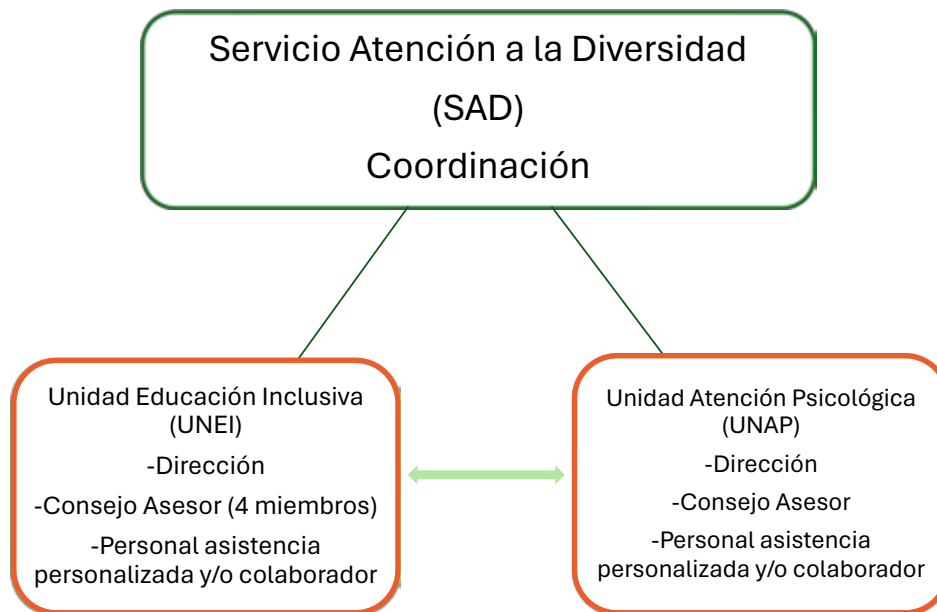 Servicio Atención a la Diversidad
(SAD)
Coordinación
Unidad Educación Inclusiva
(UNEI)
-Dirección
-Consejo Asesor (4 miembros)
-Personal asistencia
personalizada y/o colaborador
Unidad Atención Psicológica
(UNAP)
-Dirección
-Consejo Asesor
-Personal asistencia
personalizada y/o colaborador